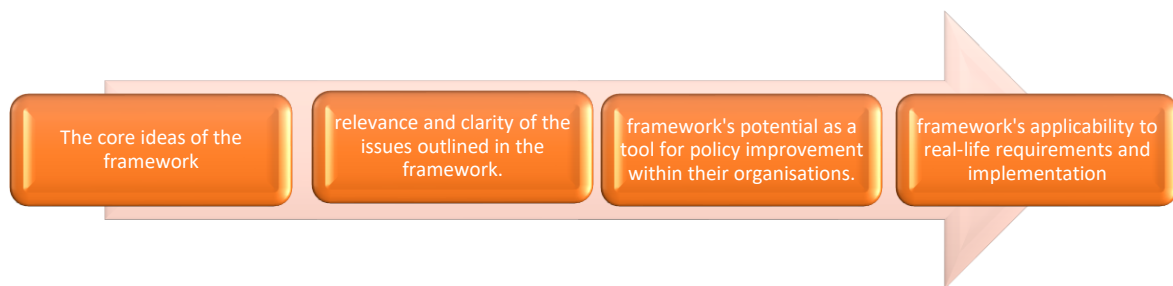 The core ideas of the
framework
relevance and clarity of the
issues outlined in the
framework.
framework's potential as a
tool for policy improvement
within their organisations.
framework's applicability to
real-life requirements and
implementation